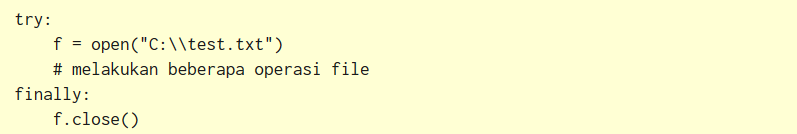 try:
    f = open("C:\\test.txt")
    # melakukan beberapa operasi file
finally:
    f.close()